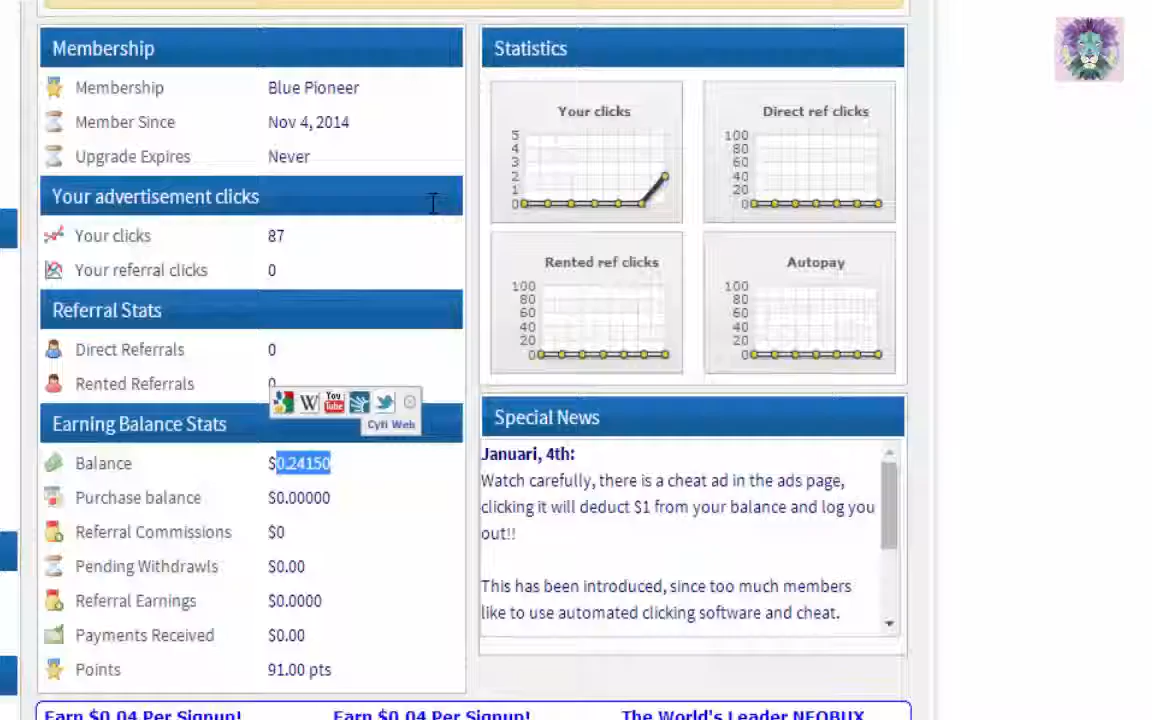 Membership
Membership Blue Pioneer
Member Since Nov 4, 2014
Upgrade Expires Never
Your advertisement clicks
Your clicks 87
Your referral clicks 0
Referral Stats
Direct Referrals 0
Rented Referrals 0
W You Tube
Cyti Web
Earning Balance Stats
Balance $0.24150
Purchase balance $0.00000
Referral Commissions $0
Pending Withdrawls $0.00
Referral Earnings $0.0000
Payments Received $0.00
Points 91.00 pts
Statistics
Your clicks
5
4
3
2
1
0
Direct ref clicks
100
80
60
40
20
0
Rented ref clicks
100
80
60
40
20
0
Autopay
100
80
60
40
20
0
Special News
Januari, 4th:
Watch carefully, there is a cheat ad in the ads page,
clicking it will deduct $1 from your balance and log you
out!!
This has been introduced, since too much members
like to use automated clicking software and cheat.
Earn $0.04 Per Signup! Earn $0.04 Per Signup! The World's Leader NEOBUX